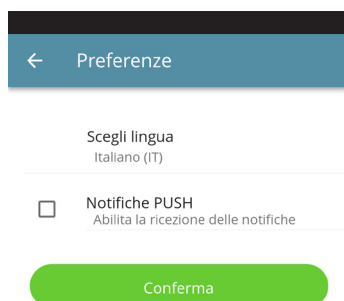 Preferenze
Scegli lingua
Italiano (IT)
Notifiche PUSH
Abilita la ricezione delle notifiche
Conferma